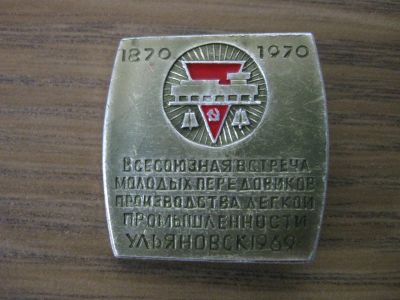 1870 1970
ВСЕСОЮЗНАЯ ВСТРЕЧА
МОЛОДЫХ ПЕРЕДОВИКОВ
ПРОИЗВОДСТВА ЛЕГКОЙ
ПРОМЫШЛЕННОСТИ
УЛЬЯНОВСК 1969